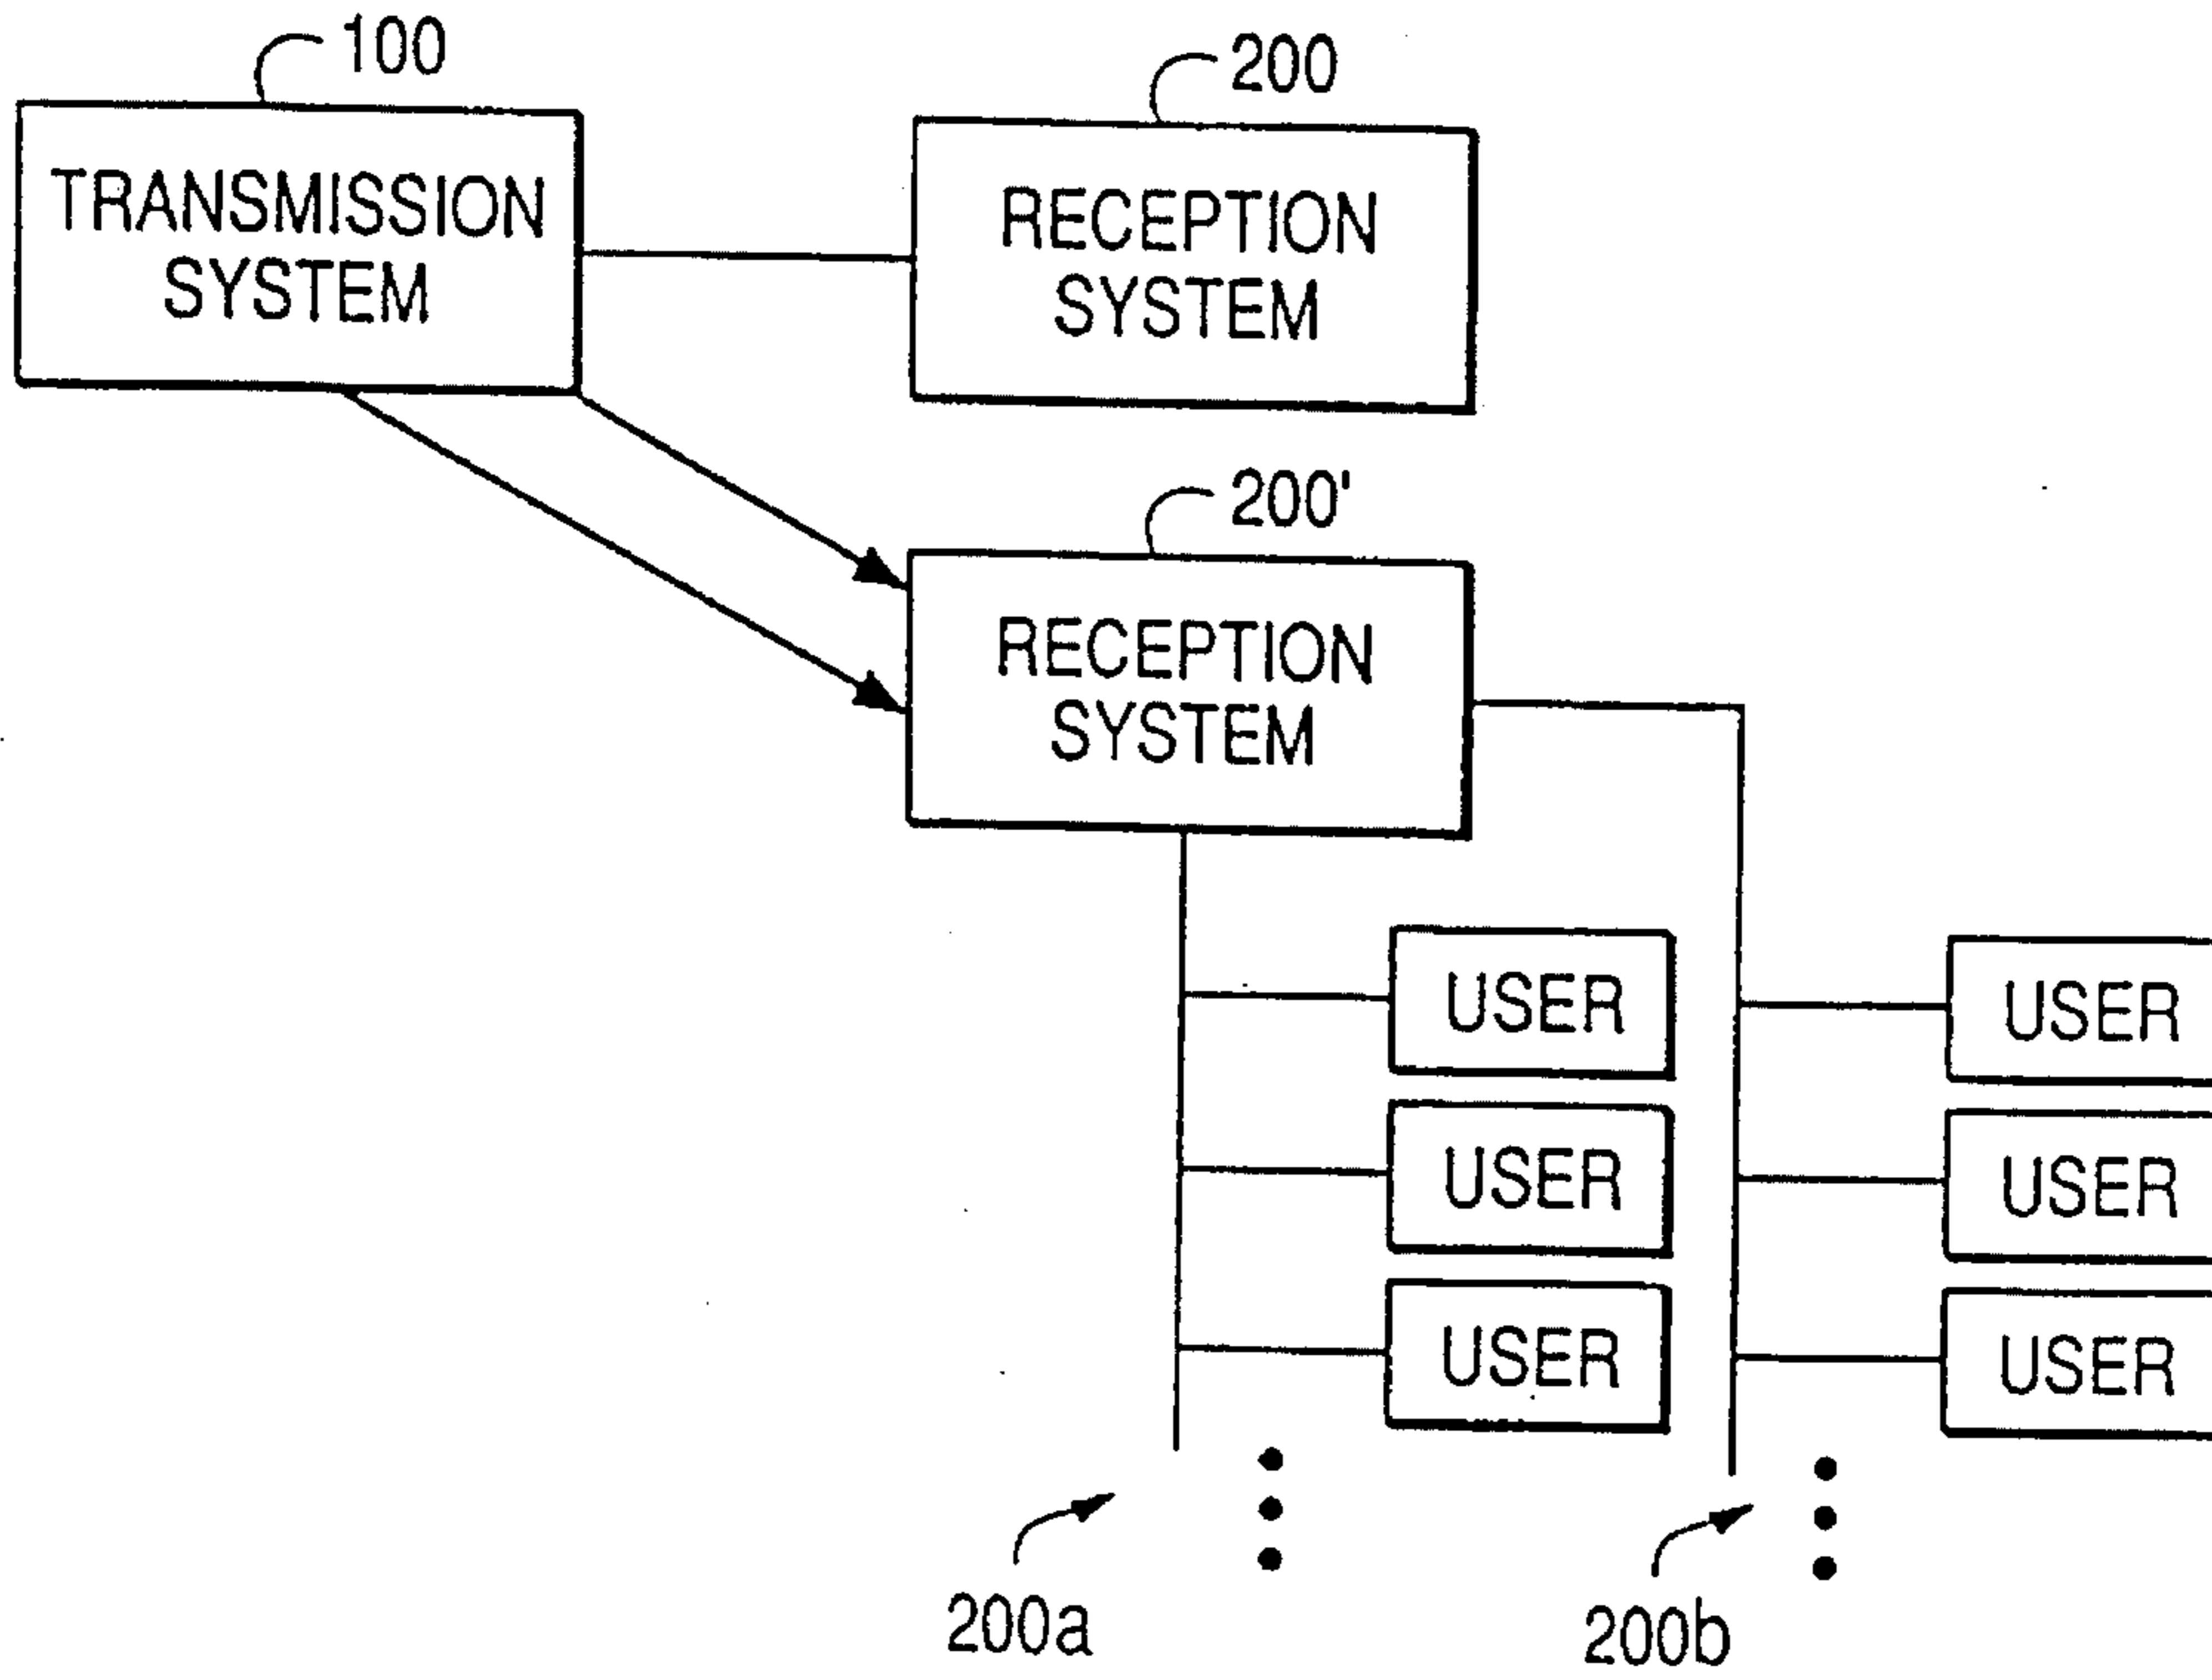 100
200
TRANSMISSION
SYSTEM
RECEPTION
SYSTEM
200'
RECEPTION
SYSTEM
USER
USER
USER
USER
USER
USER
200a
200b